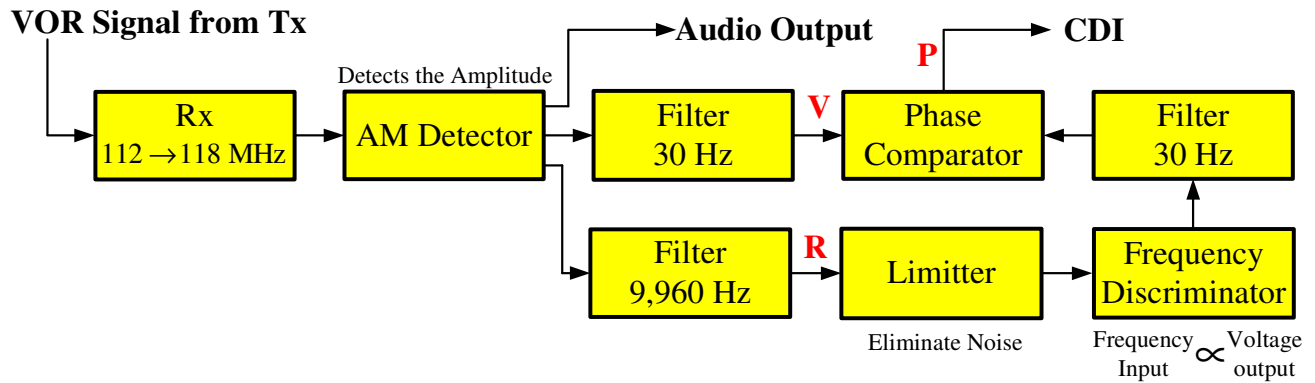 VOR Signal from Tx
Audio Output
P
CDI
Detects the Amplitude
Rx
112 → 118 MHz
AM Detector
Filter
30 Hz
V
Phase
Comparator
Filter
30 Hz
Filter
9,960 Hz
R
Limitter
Frequency
Discriminator
Eliminate Noise
Frequency ∝ Voltage
Input output